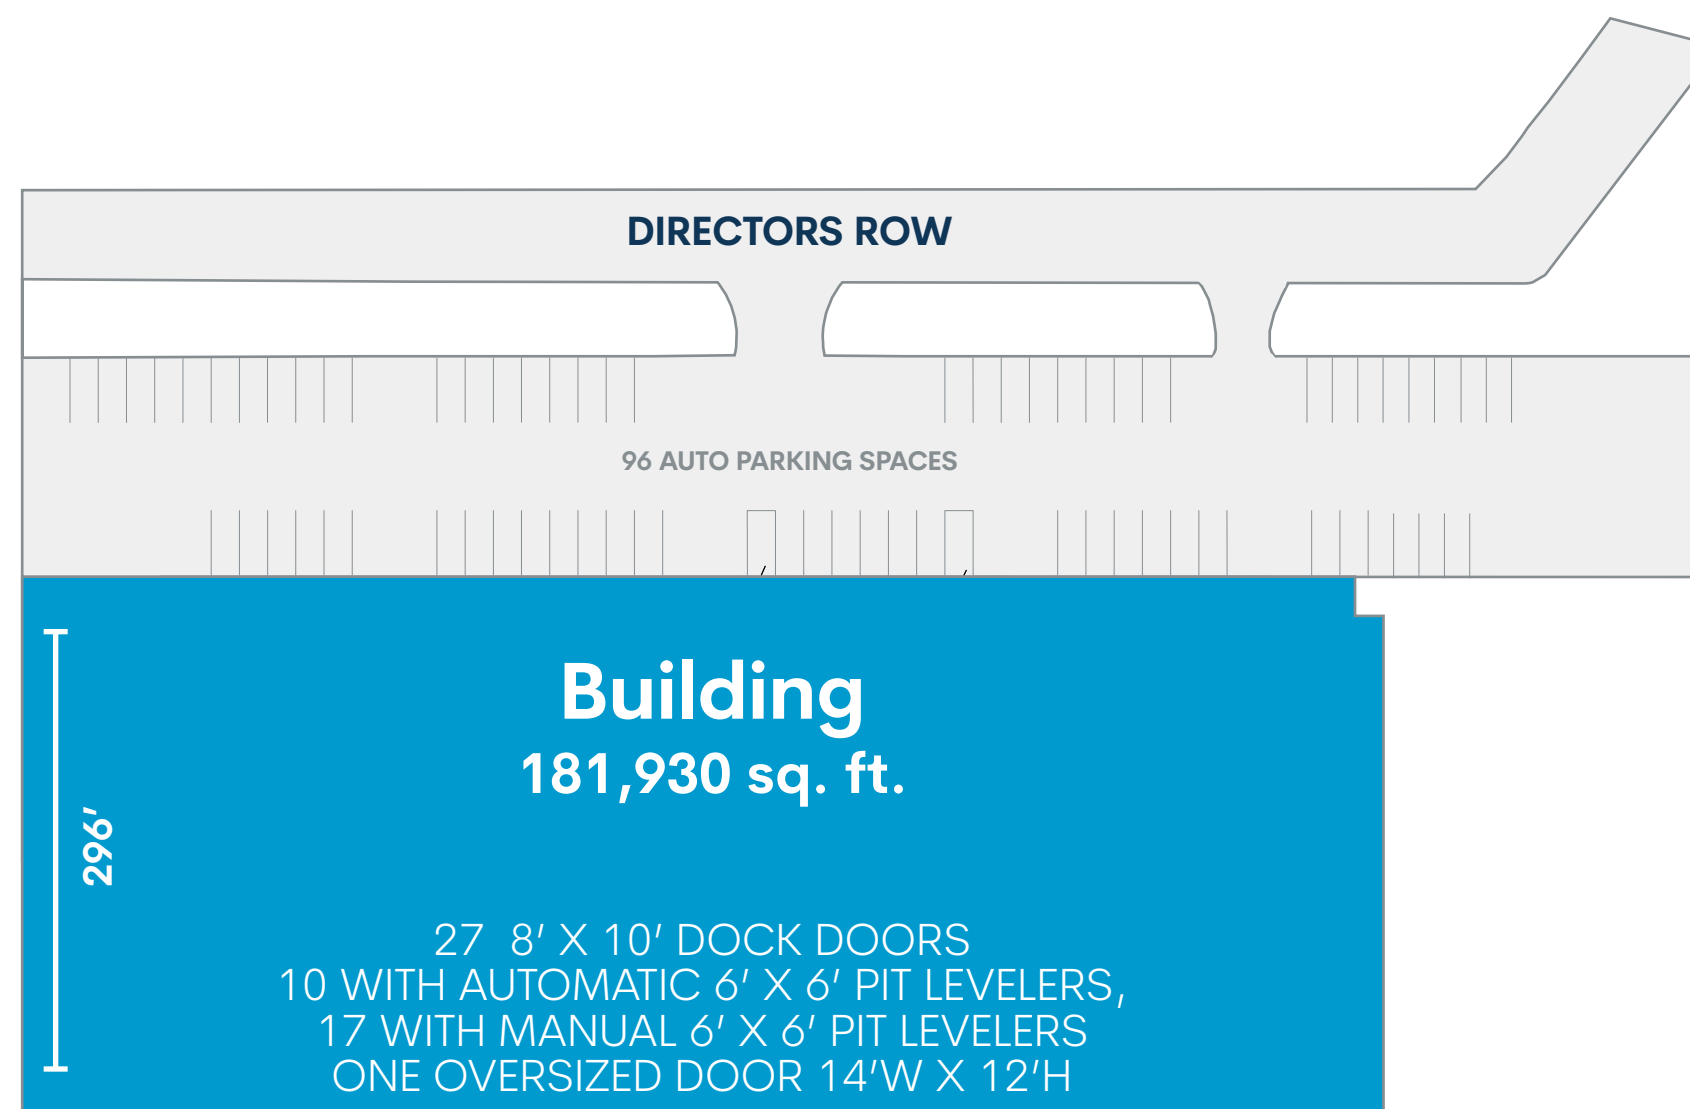 DIRECTORS ROW
96 AUTO PARKING SPACES
Building
181,930 sq. ft.
296'
27 8' X 10' DOCK DOORS
10 WITH AUTOMATIC 6' X 6' PIT LEVELERS,
17 WITH MANUAL 6' X 6' PIT LEVELERS
ONE OVERSIZED DOOR 14'W X 12'H